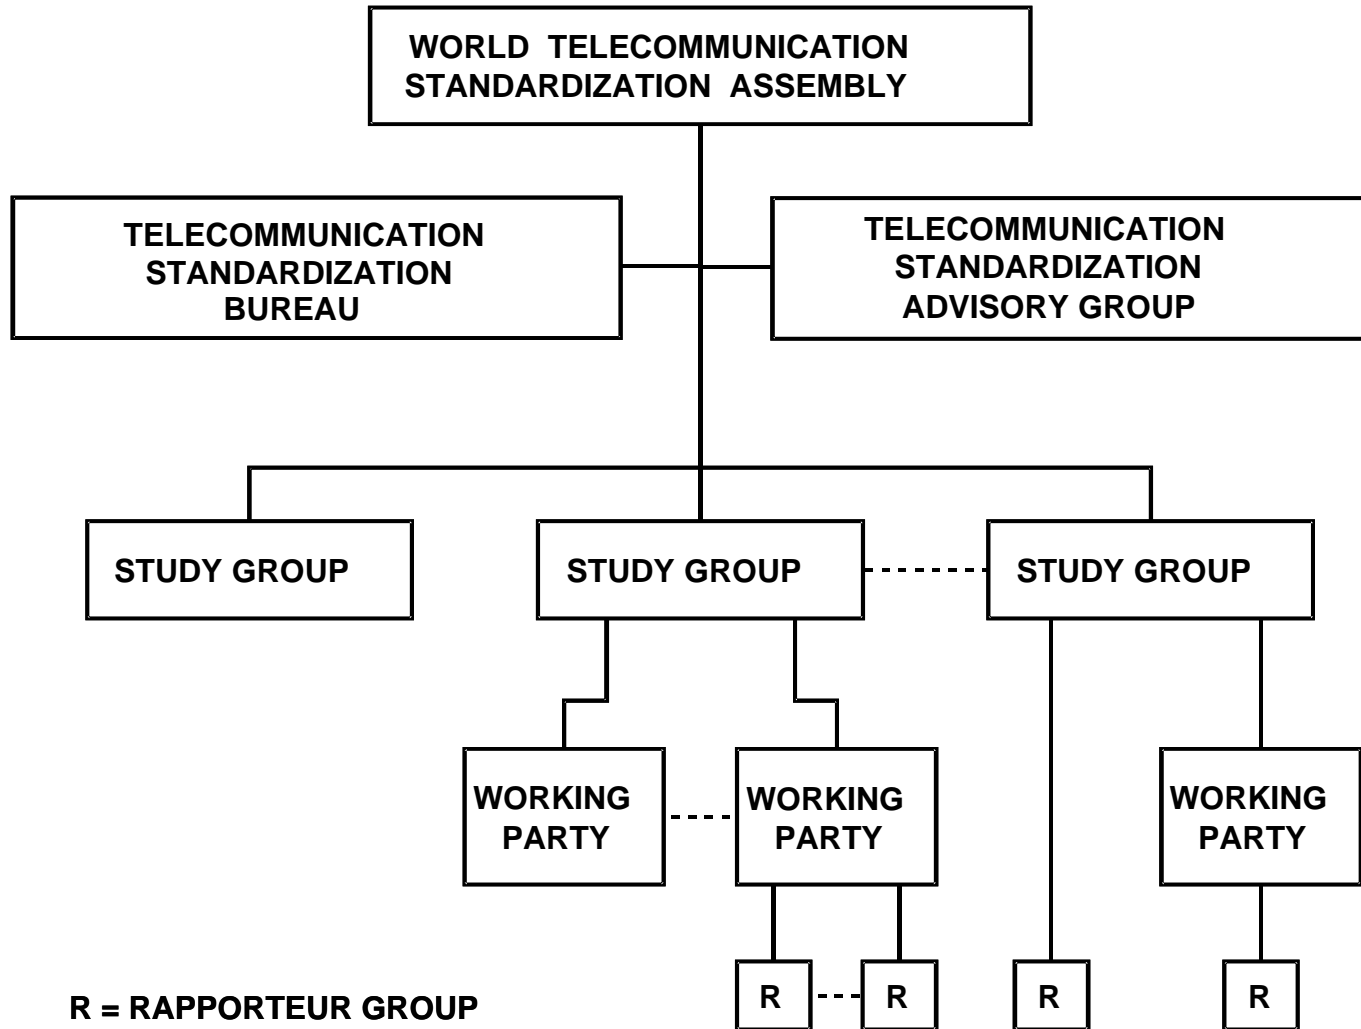 WORLD TELECOMMUNICATION
STANDARDIZATION ASSEMBLY
TELECOMMUNICATION
STANDARDIZATION
BUREAU
TELECOMMUNICATION
STANDARDIZATION
ADVISORY GROUP
STUDY GROUP
STUDY GROUP
STUDY GROUP
WORKING
PARTY
WORKING
PARTY
WORKING
PARTY
R
R
R
R
R = RAPPORTEUR GROUP